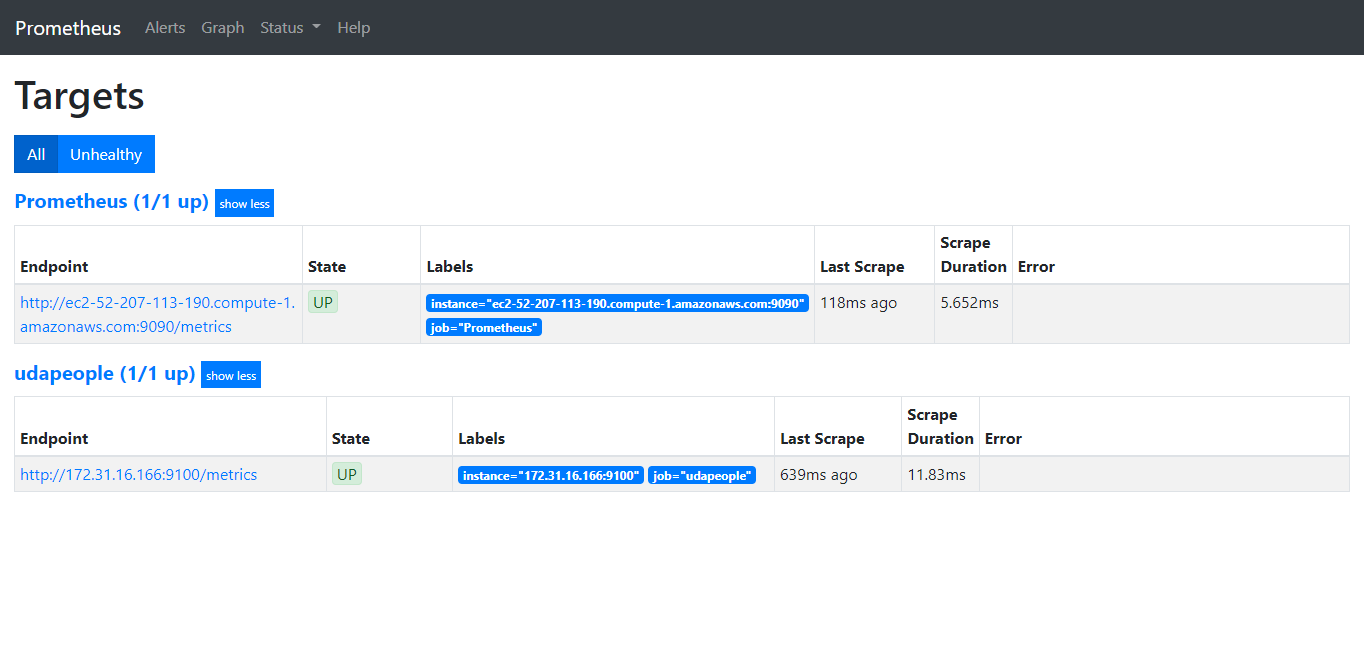 Prometheus Alerts Graph Status Help
Targets
All Unhealthy
Prometheus (1/1 up) show less
Endpoint State Labels Last Scrape Scrape Duration Error
http://ec2-52-207-113-190.compute-1.amazonaws.com:9090/metrics UP instance="ec2-52-207-113-190.compute-1.amazonaws.com:9090" 118ms ago 5.652ms
job="Prometheus"
udapeople (1/1 up) show less
Endpoint State Labels Last Scrape Scrape Duration Error
http://172.31.16.166:9100/metrics UP instance="172.31.16.166:9100" job="udapeople" 639ms ago 11.83ms